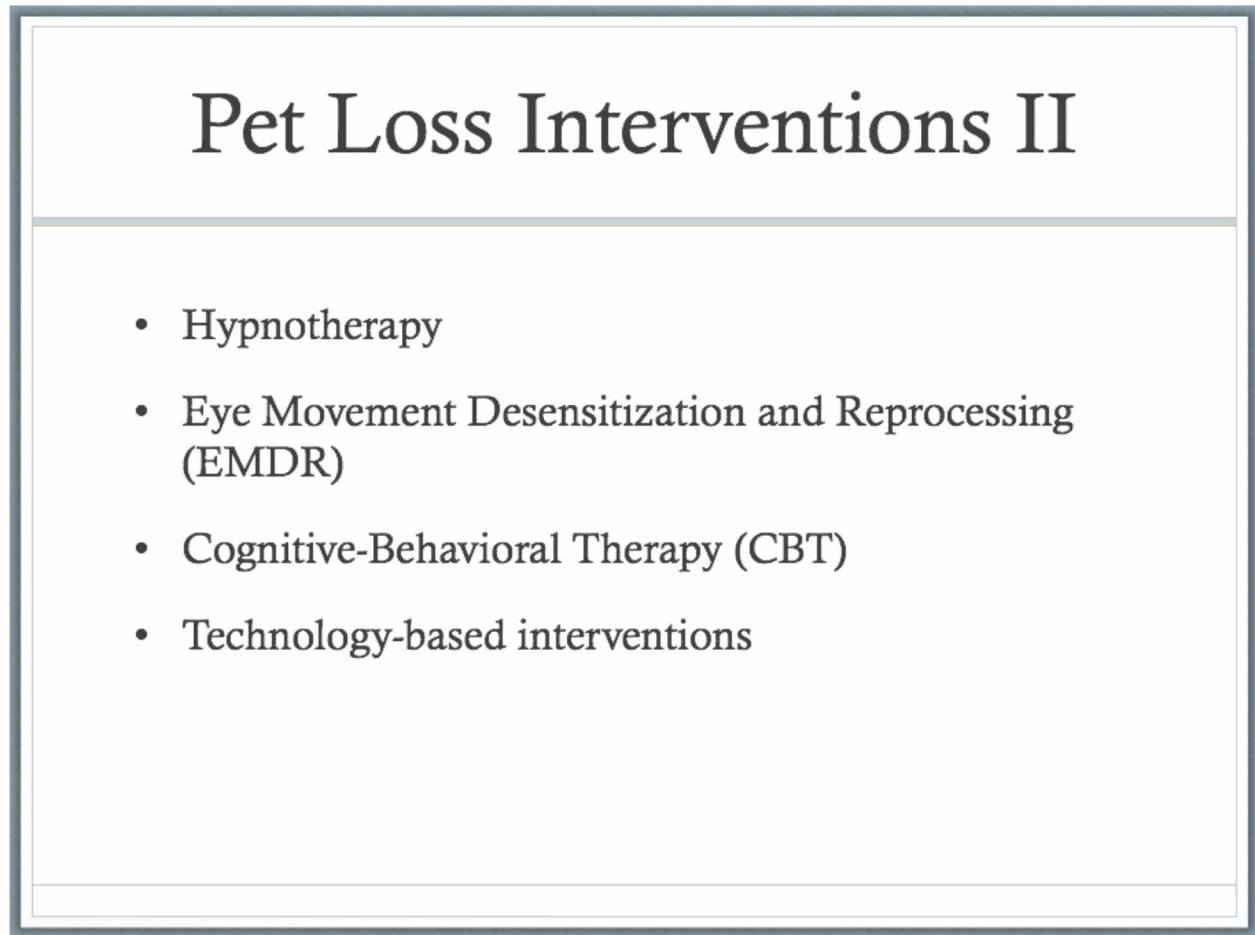 Pet Loss Interventions II
• Hypnotherapy
• Eye Movement Desensitization and Reprocessing
(EMDR)
• Cognitive-Behavioral Therapy (CBT)
• Technology-based interventions